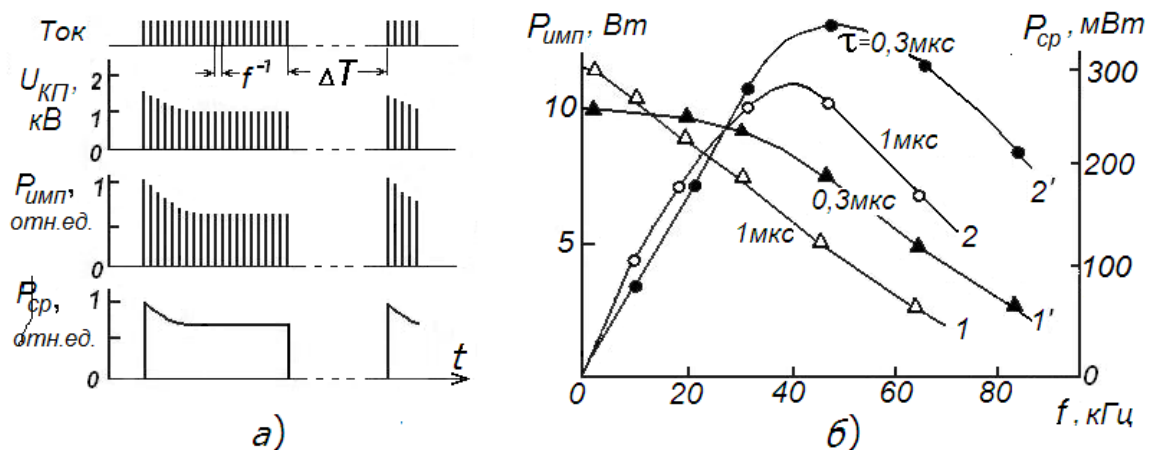 Ток
f⁻¹
ΔT
U_КП,
кВ
2
1
0
P_имп,
отн.ед.
1
0
P_ср,
отн.ед.
1
0
t
а)
P_имп, Вт
P_ср, мВт
τ=0,3мкс
1мкс
0,3мкс
1мкс
10
5
300
200
100
0
2'
2
1
1'
0 20 40 60 80
f, кГц
б)